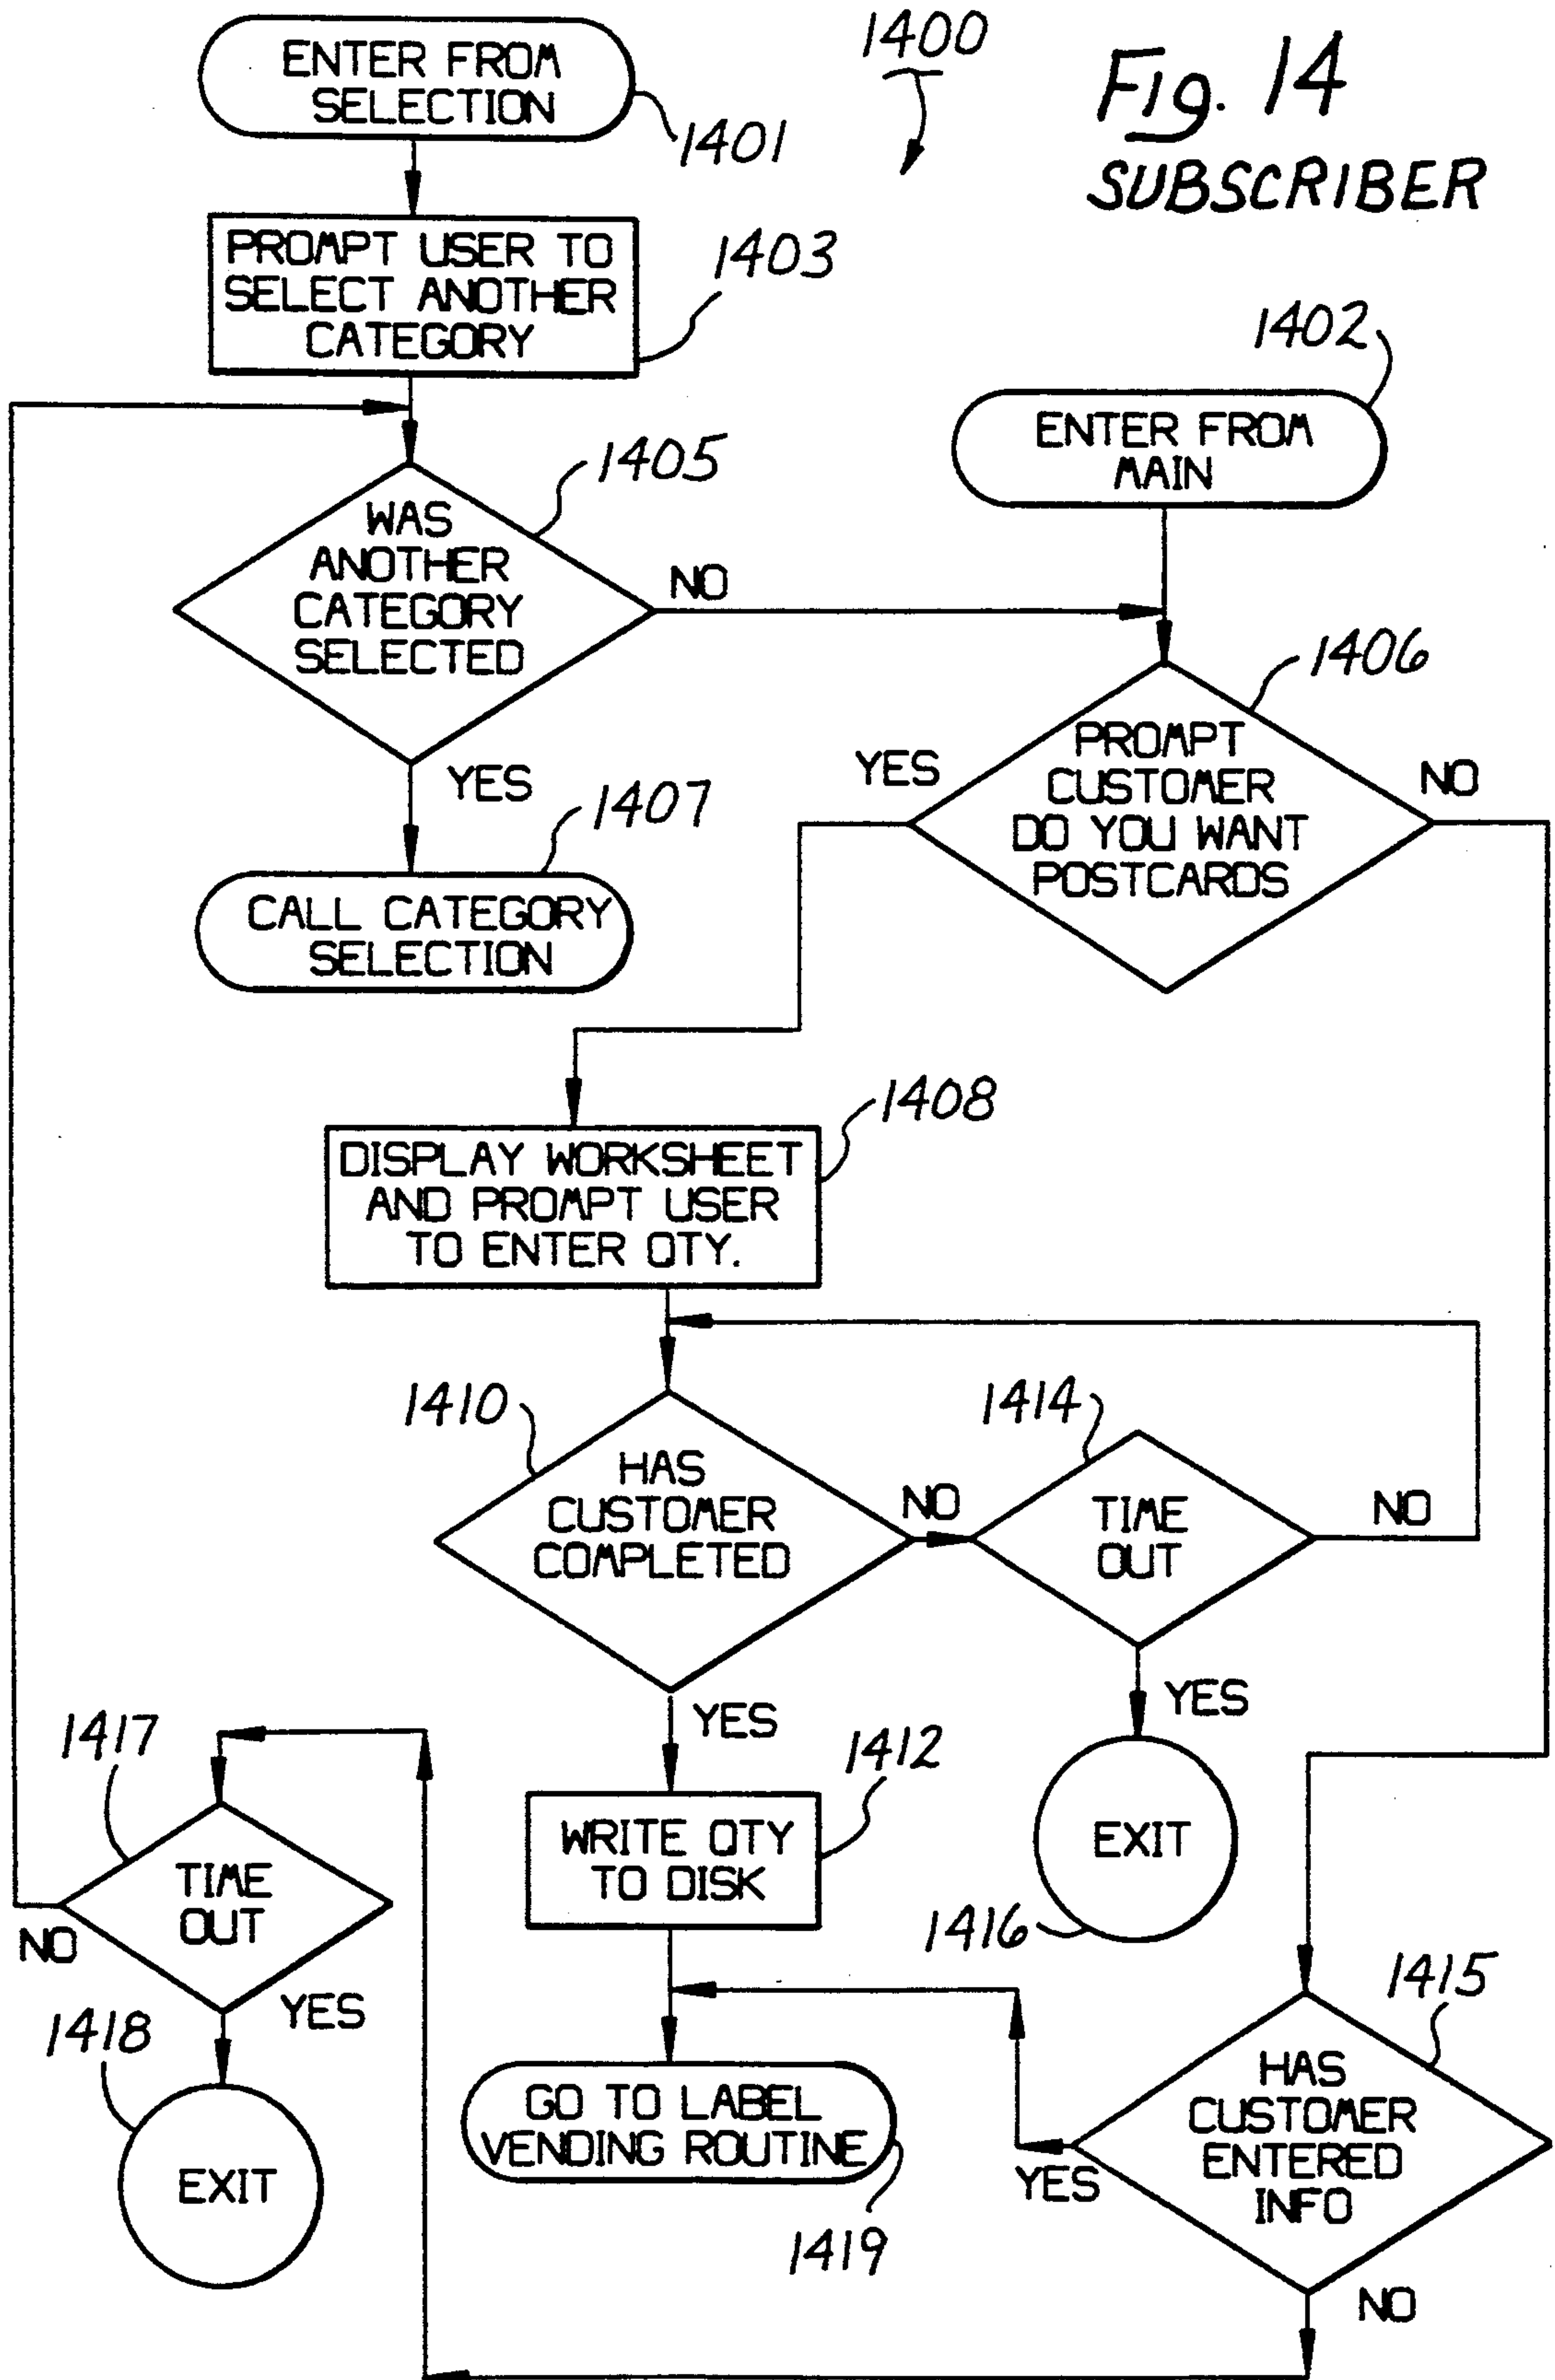 1400
Fig. 14
SUBSCRIBER
ENTER FROM
SELECTION
1401
PROMPT USER TO
SELECT ANOTHER
CATEGORY
1403
1402
ENTER FROM
MAIN
1405
WAS
ANOTHER
CATEGORY
SELECTED
NO
YES
1407
CALL CATEGORY
SELECTION
1406
PROMPT
CUSTOMER
DO YOU WANT
POSTCARDS
YES
NO
1408
DISPLAY WORKSHEET
AND PROMPT USER
TO ENTER QTY.
1410
HAS
CUSTOMER
COMPLETED
NO
YES
1414
TIME
OUT
NO
YES
EXIT
1416
1412
WRITE QTY
TO DISK
1417
TIME
OUT
NO
YES
1418
EXIT
GO TO LABEL
VENDING ROUTINE
1419
1415
HAS
CUSTOMER
ENTERED
INFO
YES
NO